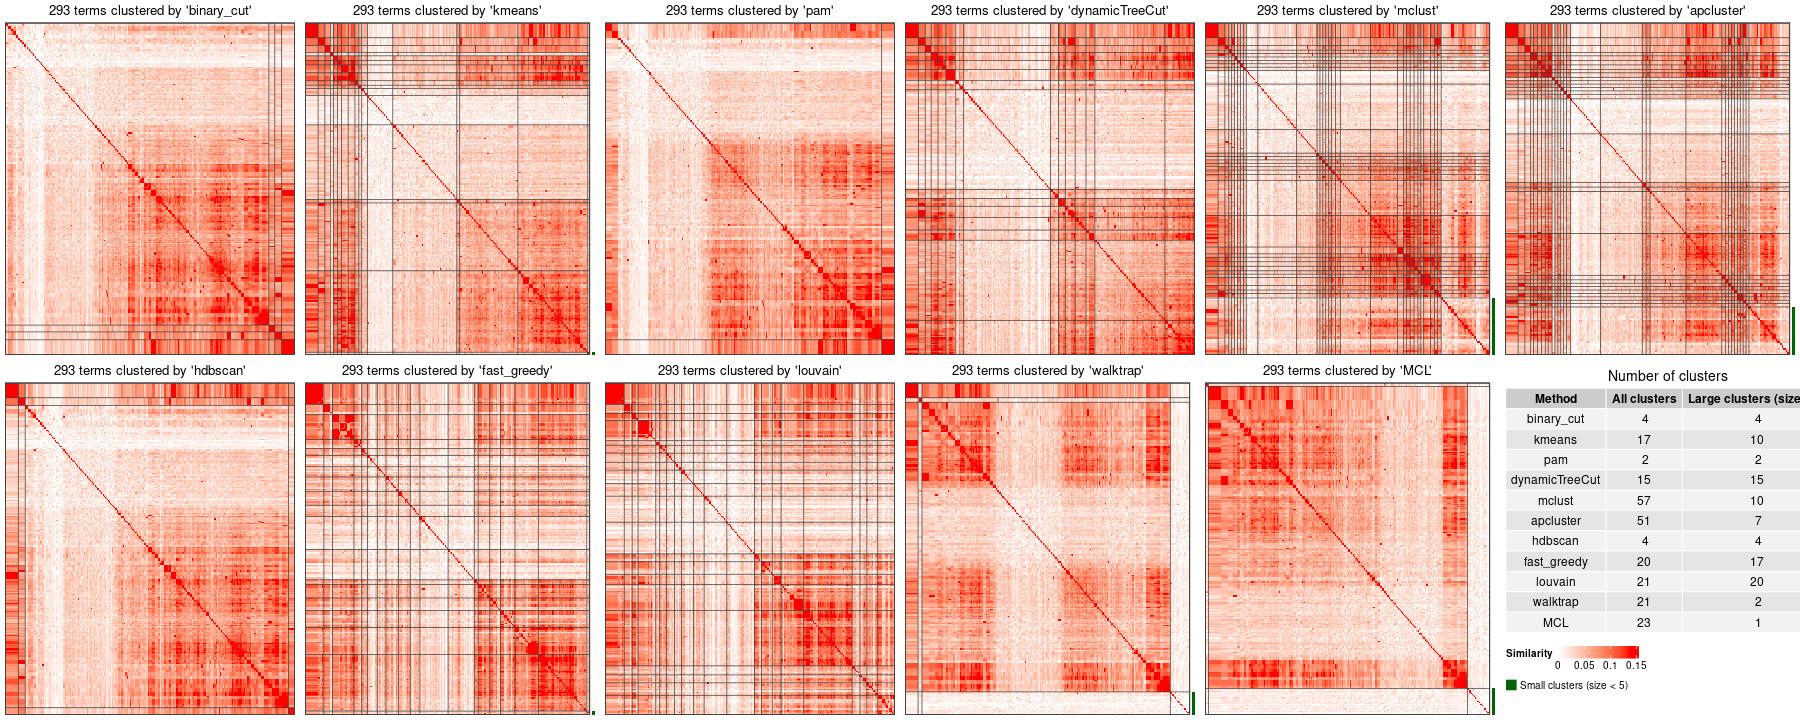 293 terms clustered by 'binary_cut'
293 terms clustered by 'kmeans'
293 terms clustered by 'pam'
293 terms clustered by 'dynamicTreeCut'
293 terms clustered by 'mclust'
293 terms clustered by 'apcluster'
293 terms clustered by 'hdbscan'
293 terms clustered by 'fast_greedy'
293 terms clustered by 'louvain'
293 terms clustered by 'walktrap'
293 terms clustered by 'MCL'
Number of clusters
Method All clusters Large clusters (size
binary_cut 4 4
kmeans 17 10
pam 2 2
dynamicTreeCut 15 15
mclust 57 10
apcluster 51 7
hdbscan 4 4
fast_greedy 20 17
louvain 21 20
walktrap 21 2
MCL 23 1
Similarity
0 0.05 0.1 0.15
Small clusters (size < 5)